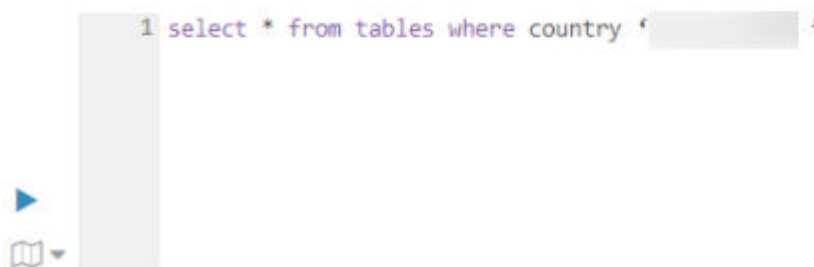 1 select * from tables where country ‘